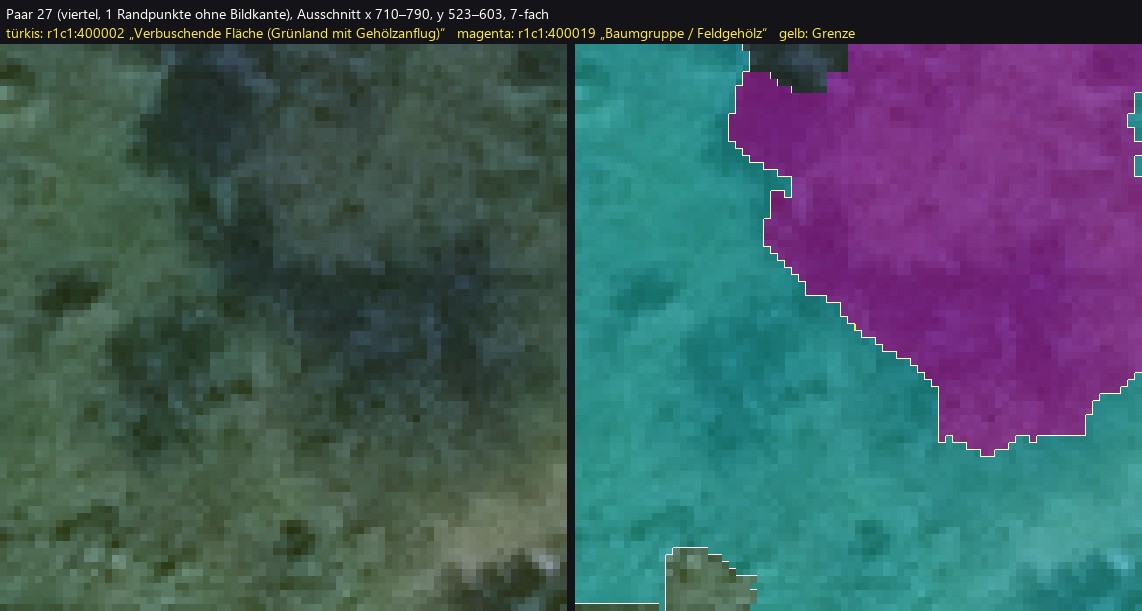 Paar 27 (viertel, 1 Randpunkte ohne Bildkante), Ausschnitt x 710–790, y 523–603, 7-fach
türkis: r1c1:400002 „Verbuschende Fläche (Grünland mit Gehölzanflug)“ magenta: r1c1:400019 „Baumgruppe / Feldgehölz“ gelb: Grenze